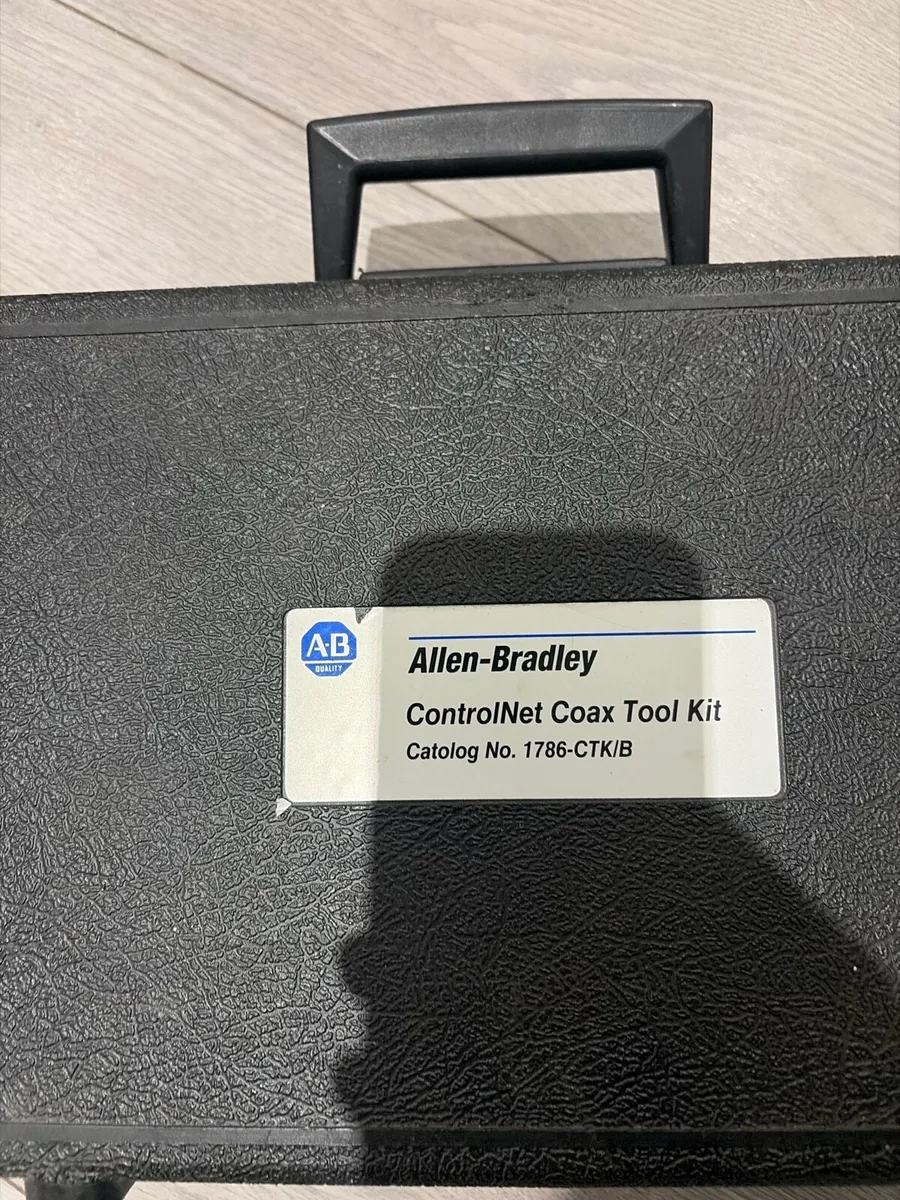 A·B
QUALITY
Allen-Bradley
ControlNet Coax Tool Kit
Catolog No. 1786-CTK/B